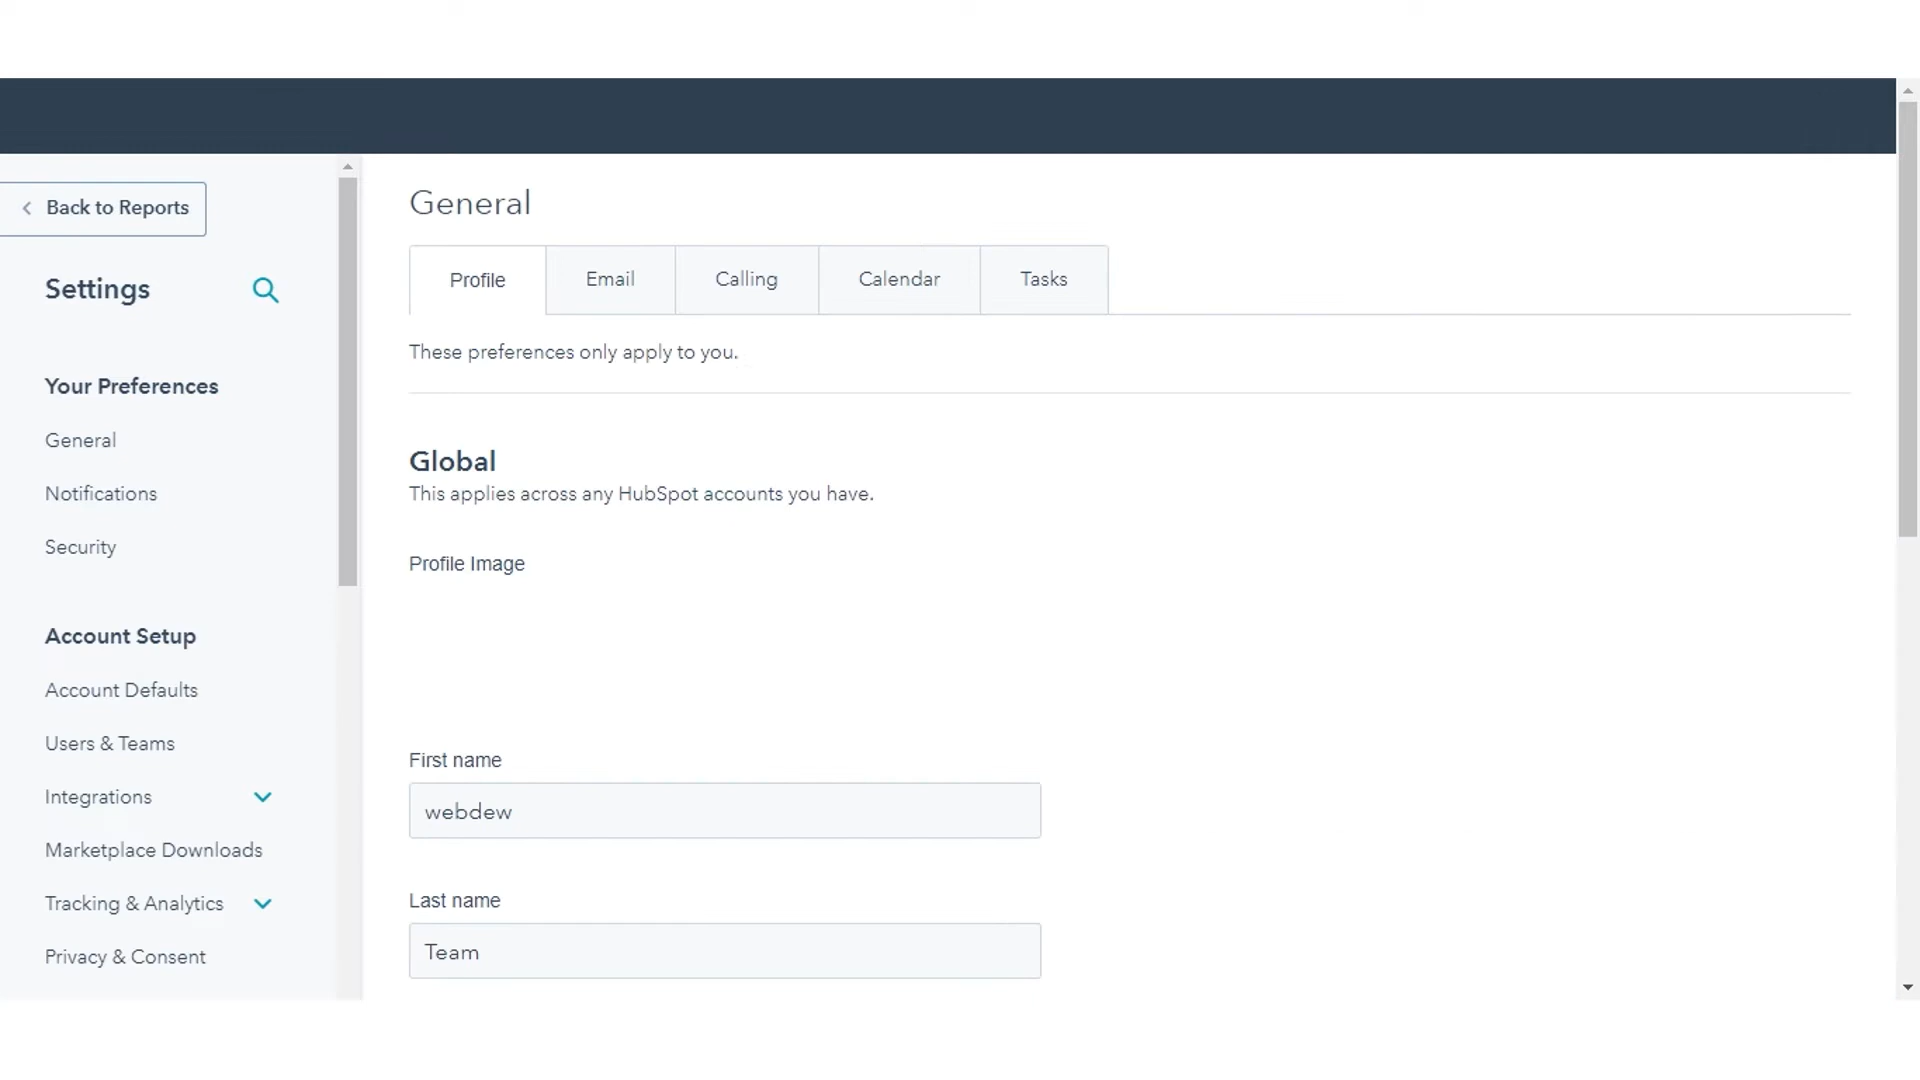 Back to Reports
Settings
Your Preferences
General
Notifications
Security
Account Setup
Account Defaults
Users & Teams
Integrations
Marketplace Downloads
Tracking & Analytics
Privacy & Consent
General
Profile Email Calling Calendar Tasks
These preferences only apply to you.
Global
This applies across any HubSpot accounts you have.
Profile Image
First name
webdew
Last name
Team